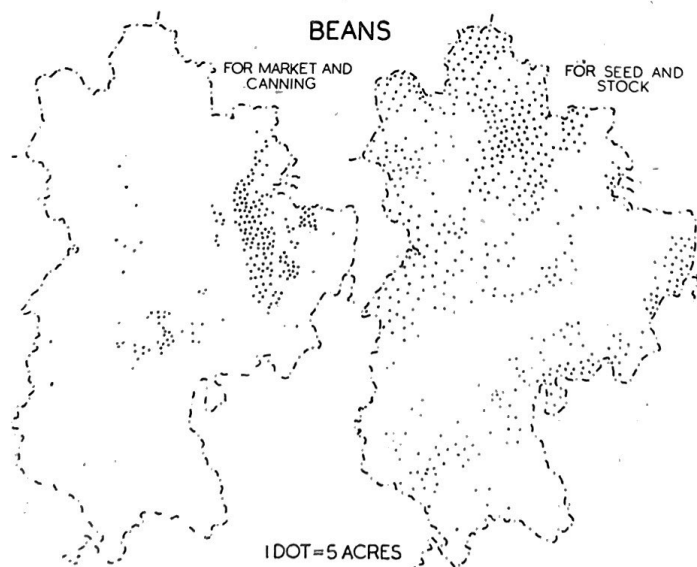 BEANS
FOR MARKET AND
CANNING
FOR SEED AND
STOCK
1 DOT = 5 ACRES